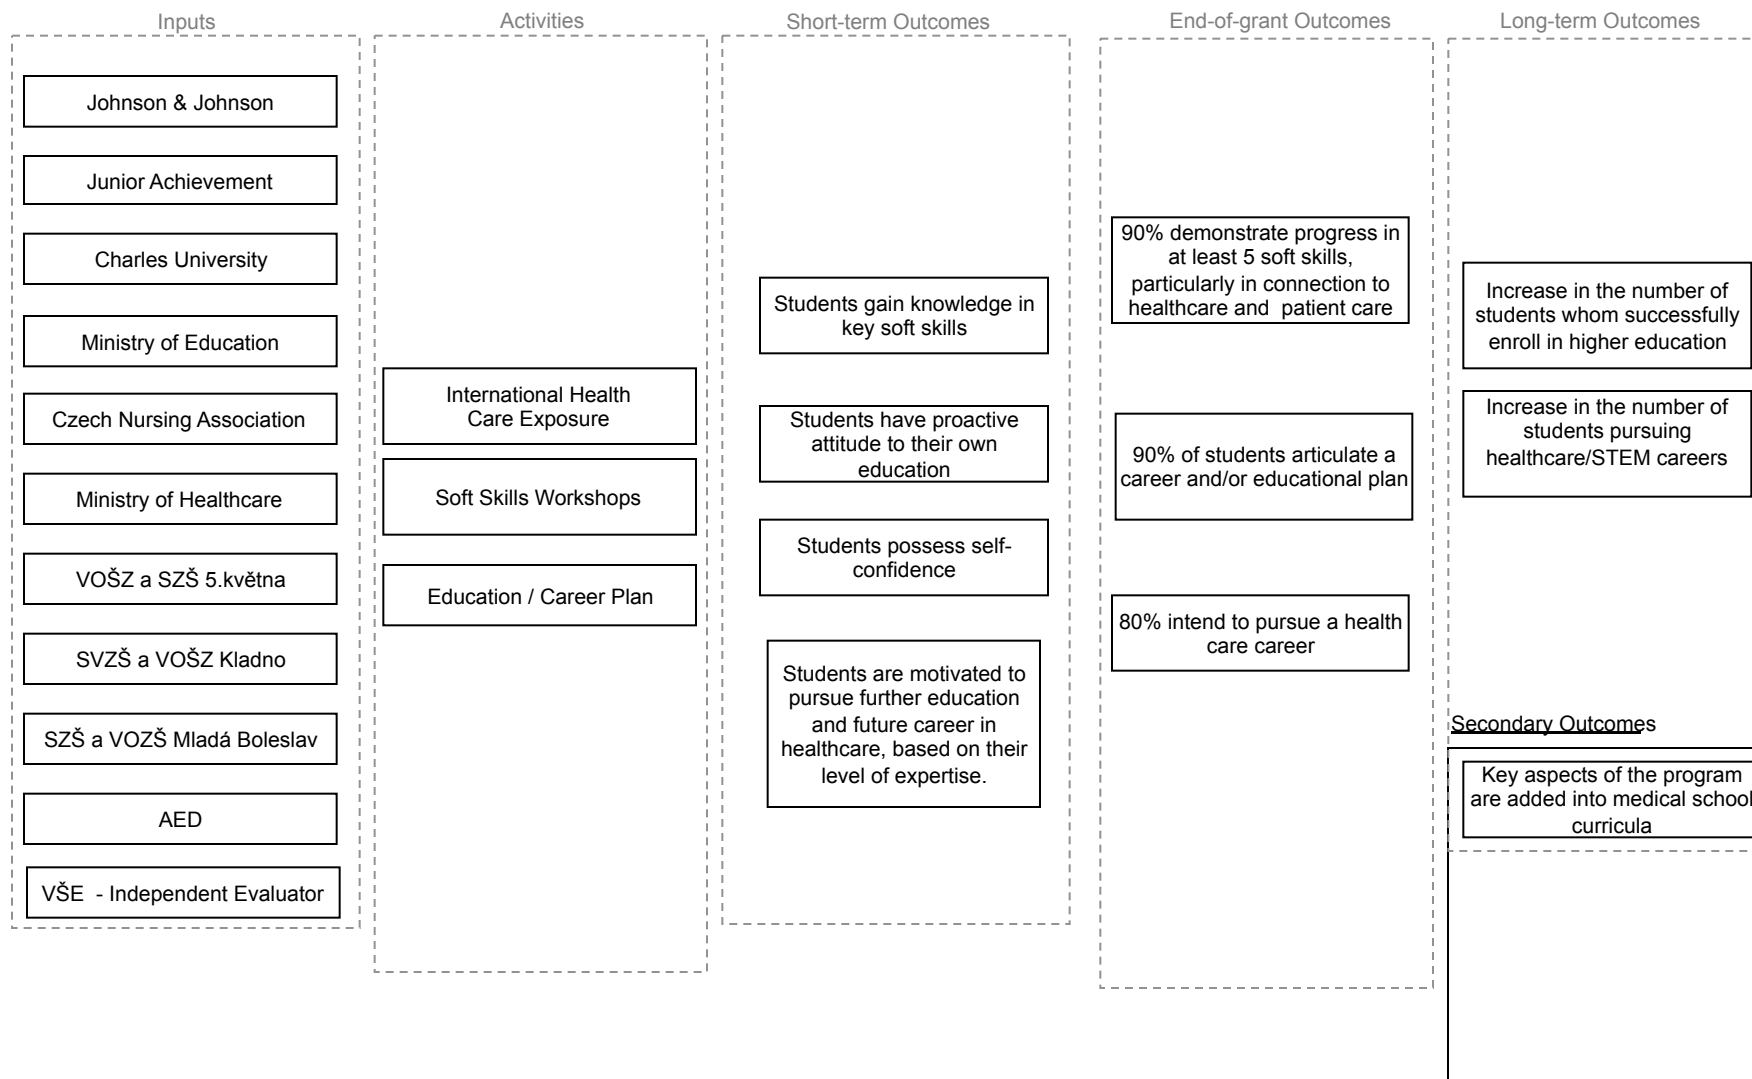 Inputs
Johnson & Johnson
Junior Achievement
Charles University
Ministry of Education
Czech Nursing Association
Ministry of Healthcare
VOŠZ a SZŠ 5.května
SVZŠ a VOŠZ Kladno
SZŠ a VOZŠ Mladá Boleslav
AED
VŠE - Independent Evaluator
Activities
International Health
Care Exposure
Soft Skills Workshops
Education / Career Plan
Short-term Outcomes
Students gain knowledge in
key soft skills
Students have proactive
attitude to their own
education
Students possess self-
confidence
Students are motivated to
pursue further education
and future career in
healthcare, based on their
level of expertise.
End-of-grant Outcomes
90% demonstrate progress in
at least 5 soft skills,
particularly in connection to
healthcare and patient care
90% of students articulate a
career and/or educational plan
80% intend to pursue a health
care career
Long-term Outcomes
Increase in the number of
students whom successfully
enroll in higher education
Increase in the number of
students pursuing
healthcare/STEM careers
Secondary Outcomes
Key aspects of the program
are added into medical school
curricula